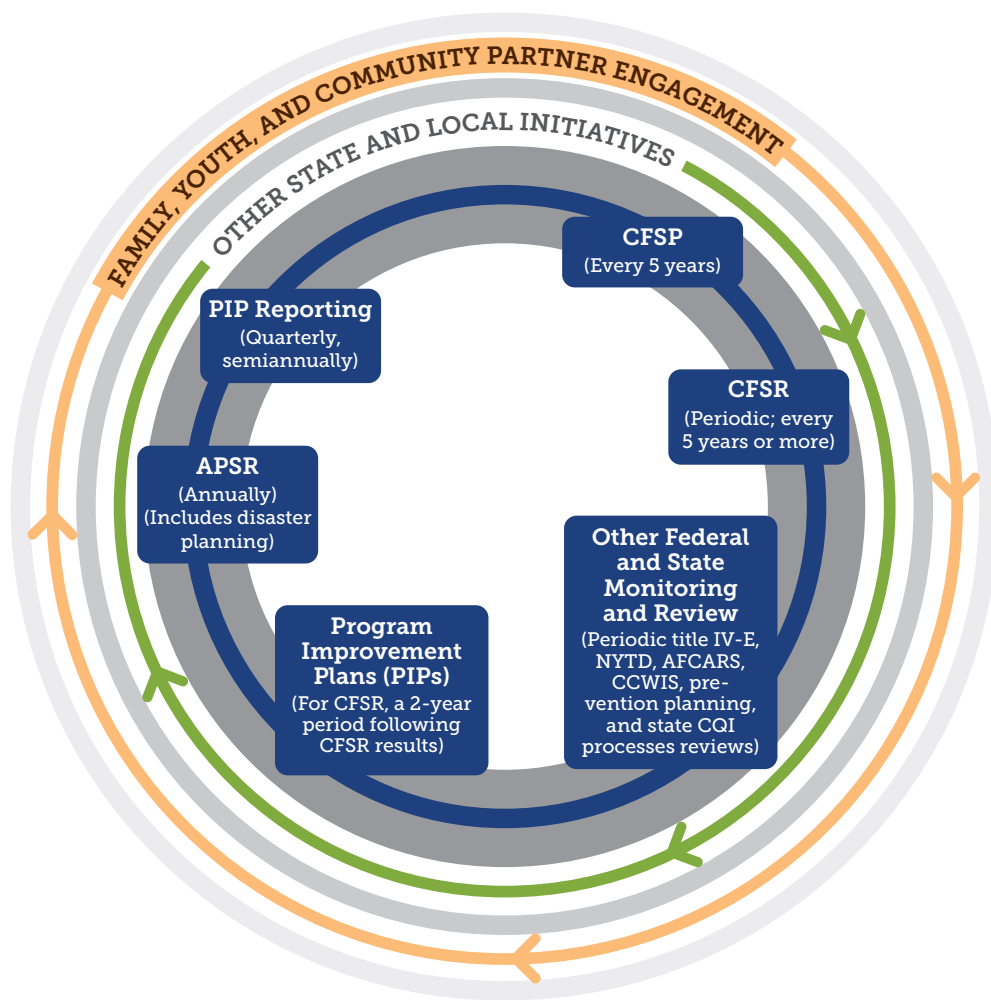 FAMILY, YOUTH, AND COMMUNITY PARTNER ENGAGEMENT
OTHER STATE AND LOCAL INITIATIVES
CFSP
(Every 5 years)
CFSR
(Periodic; every
5 years or more)
Other Federal
and State
Monitoring
and Review
(Periodic title IV-E,
NYTD, AFCARS,
CCWIS, pre-
vention planning,
and state CQI
processes reviews)
Program
Improvement
Plans (PIPs)
(For CFSR, a 2-year
period following
CFSR results)
APSR
(Annually)
(Includes disaster
planning)
PIP Reporting
(Quarterly,
semiannually)